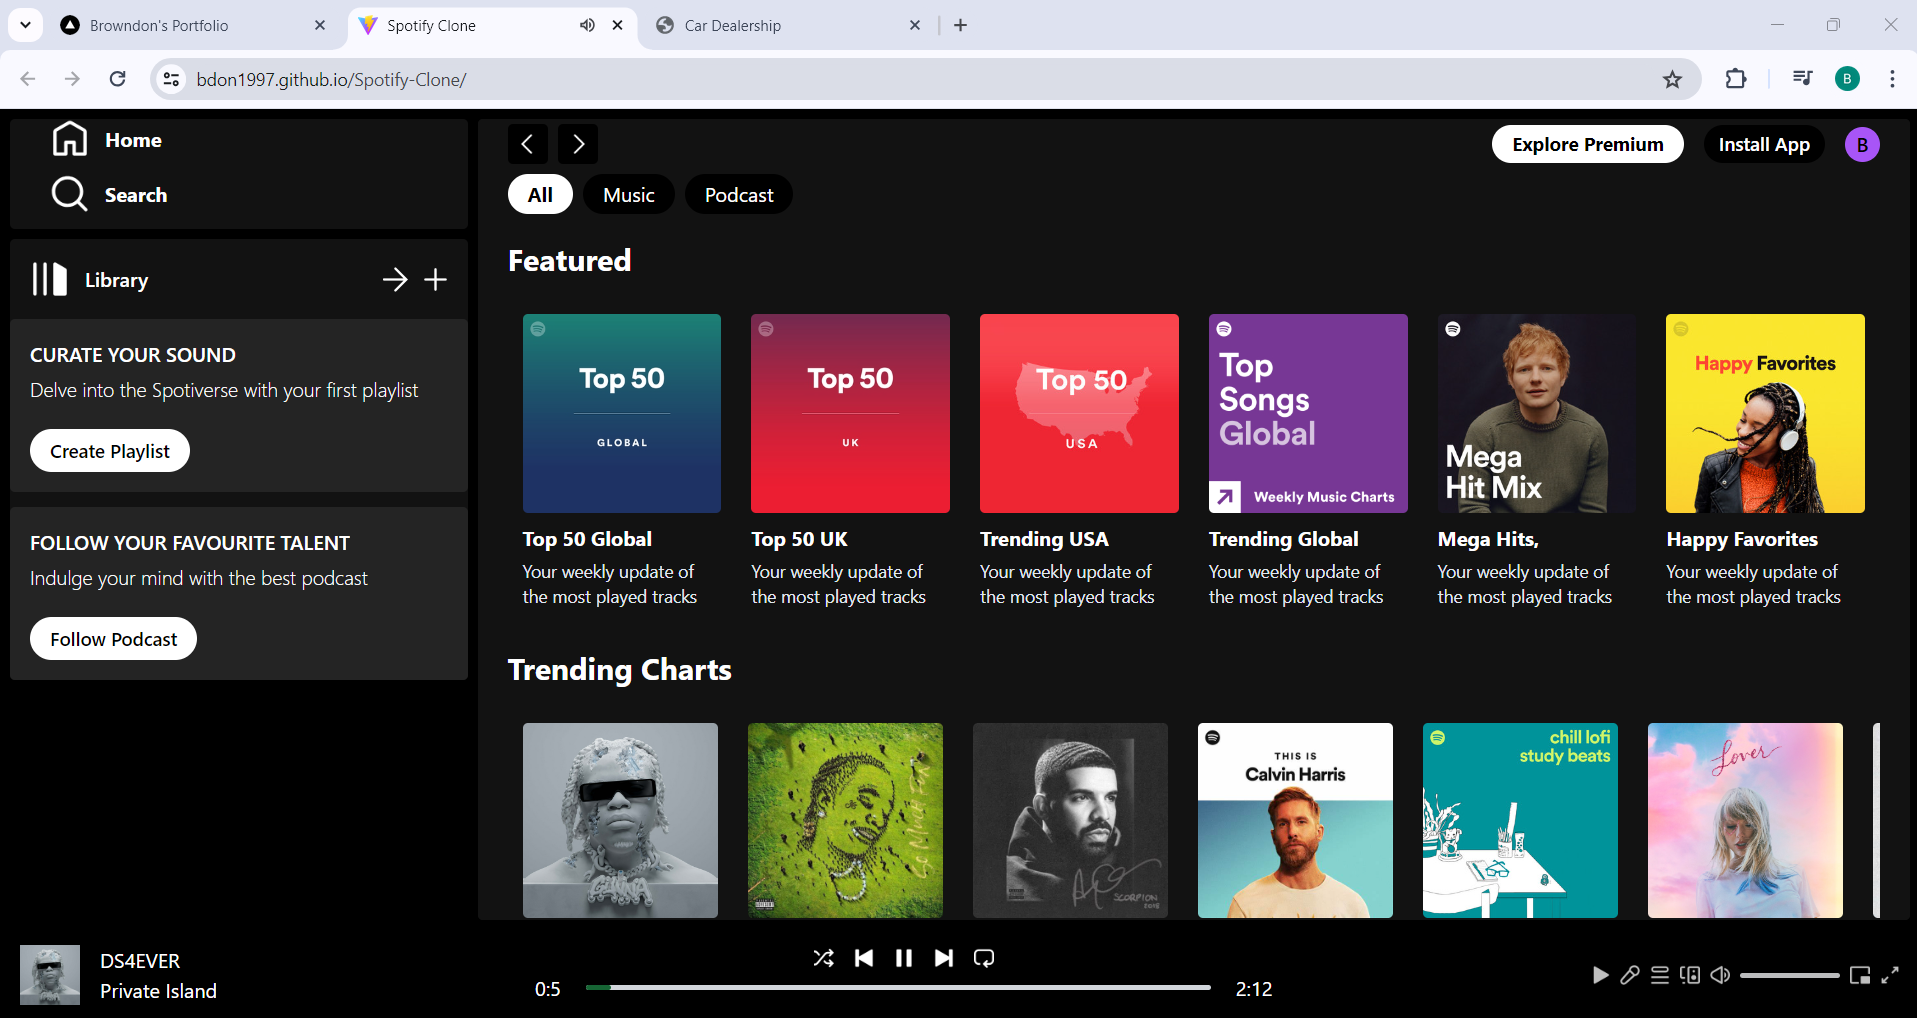 Browndon's Portfolio
Spotify Clone
Car Dealership
bdon1997.github.io/Spotify-Clone/
B
Home
Search
Explore Premium
Install App
B
All
Music
Podcast
Library
CURATE YOUR SOUND
Delve into the Spotiverse with your first playlist
Create Playlist
FOLLOW YOUR FAVOURITE TALENT
Indulge your mind with the best podcast
Follow Podcast
Featured
Top 50
GLOBAL
Top 50 Global
Your weekly update of
the most played tracks
Top 50
UK
Top 50 UK
Your weekly update of
the most played tracks
Top 50
USA
Trending USA
Your weekly update of
the most played tracks
Top
Songs
Global
Weekly Music Charts
Trending Global
Your weekly update of
the most played tracks
Mega
Hit Mix
Mega Hits,
Your weekly update of
the most played tracks
Happy Favorites
Happy Favorites
Your weekly update of
the most played tracks
Trending Charts
GUNNA
So Much Fun
SCORPION
THIS IS
Calvin Harris
chill lofi
study beats
Lover
DS4EVER
Private Island
0:5
2:12